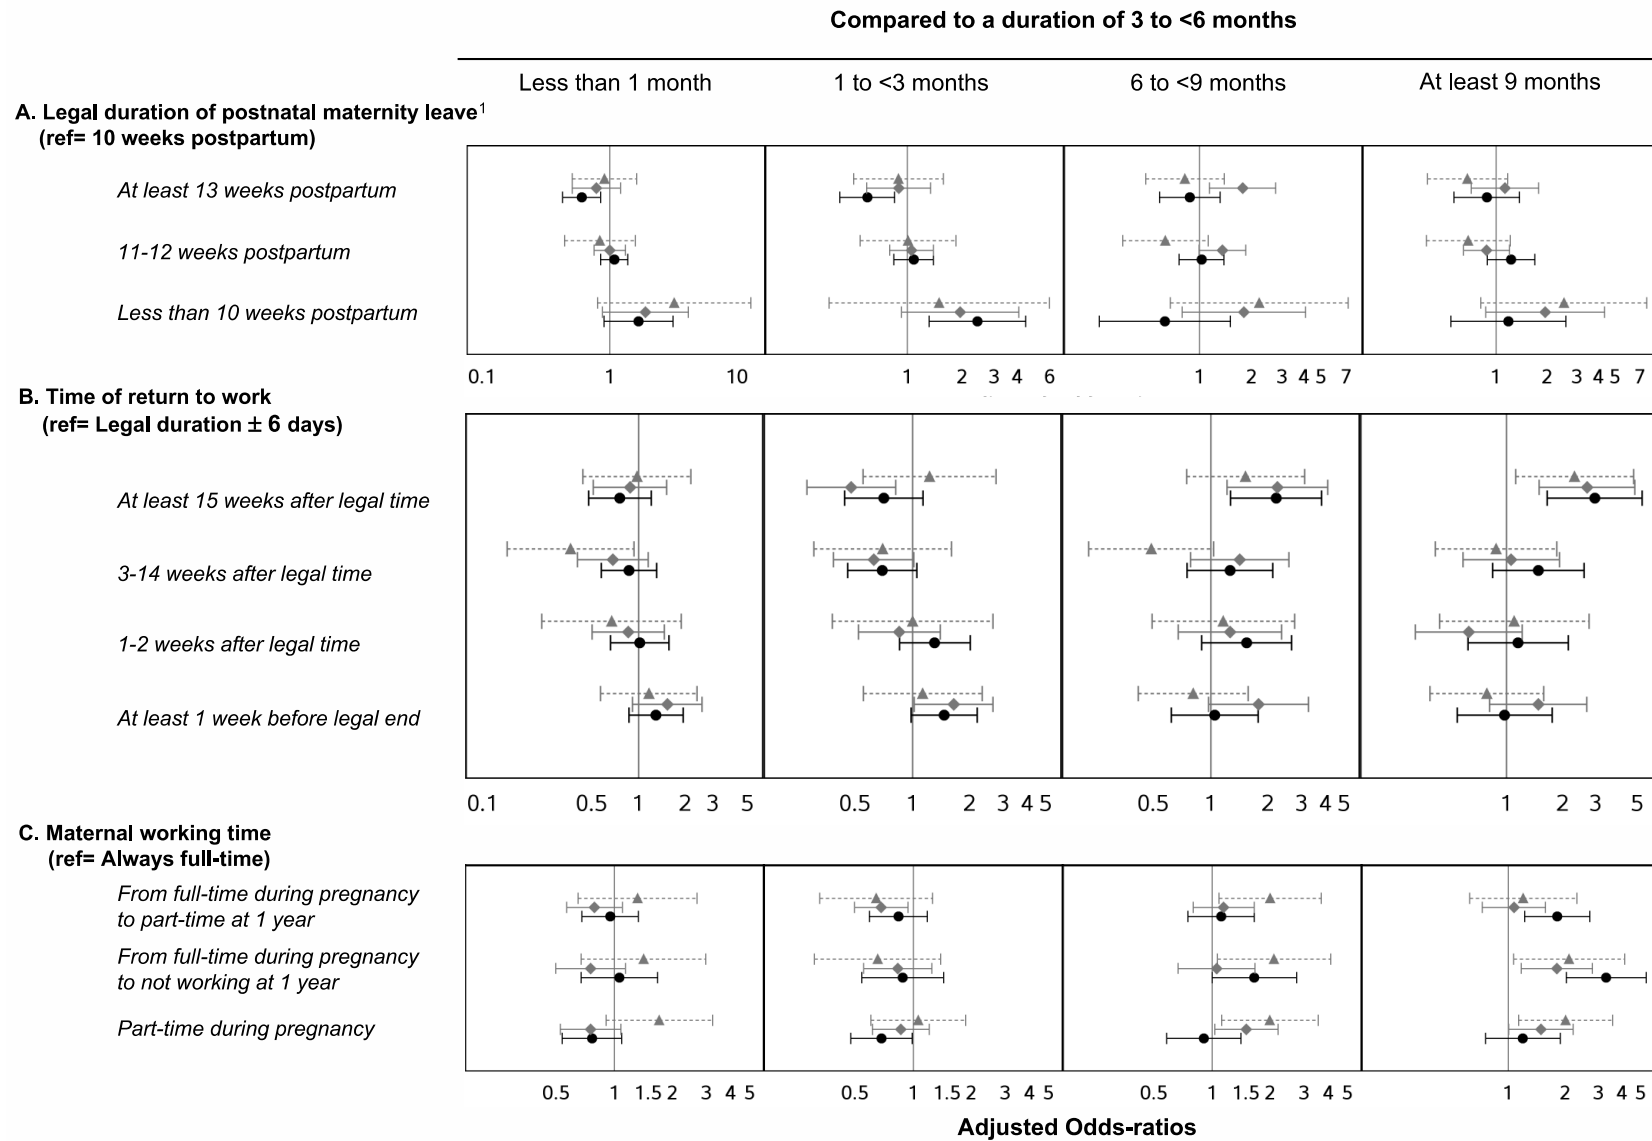 Compared to a duration of 3 to <6 months
Less than 1 month 1 to <3 months 6 to <9 months At least 9 months
A. Legal duration of postnatal maternity leave¹
(ref= 10 weeks postpartum)
At least 13 weeks postpartum
11-12 weeks postpartum
Less than 10 weeks postpartum
0.1 1 10 1 2 3 4 6 1 2 3 4 5 7 1 2 3 4 5 7
B. Time of return to work
(ref= Legal duration ± 6 days)
At least 15 weeks after legal time
3-14 weeks after legal time
1-2 weeks after legal time
At least 1 week before legal end
0.1 0.5 1 2 3 5 0.5 1 2 3 4 5 0.5 1 2 3 4 5 1 2 3 5
C. Maternal working time
(ref= Always full-time)
From full-time during pregnancy
to part-time at 1 year
From full-time during pregnancy
to not working at 1 year
Part-time during pregnancy
0.5 1 1.5 2 3 4 5 0.5 1 1.5 2 3 4 5 0.5 1 1.5 2 3 4 5 1 2 3 4 5
Adjusted Odds-ratios